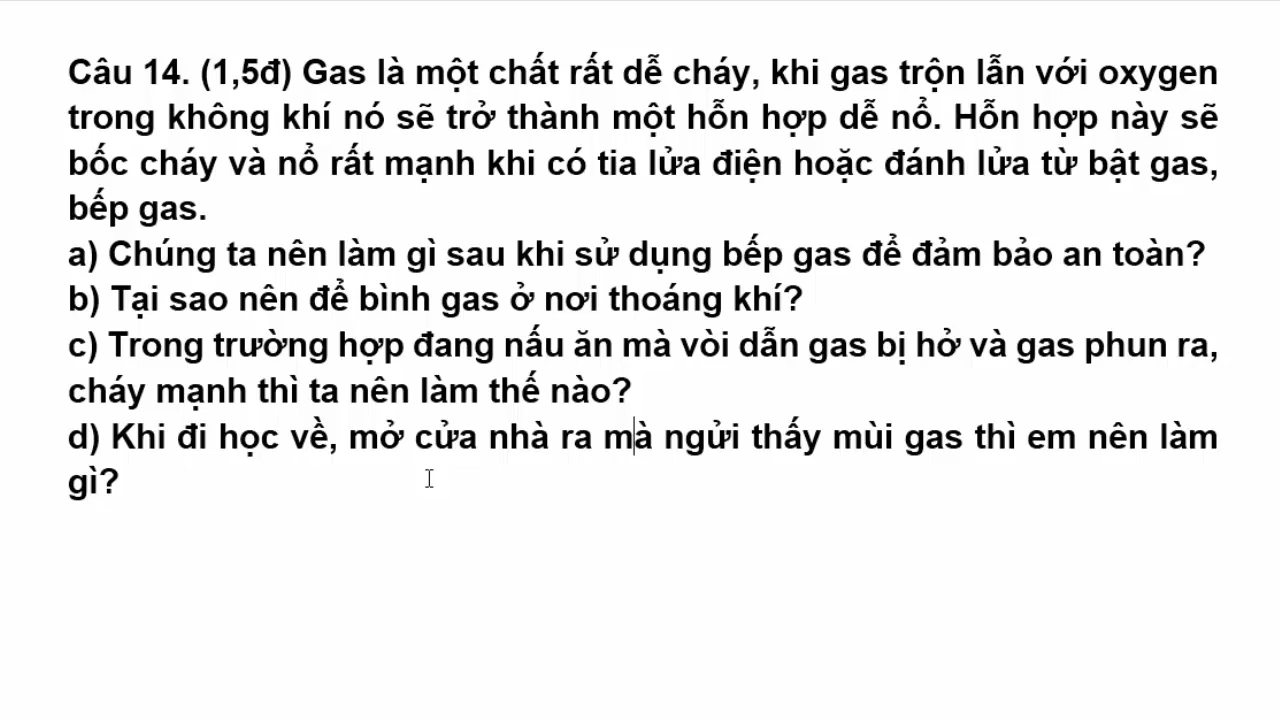 Câu 14. (1,5đ) Gas là một chất rất dễ cháy, khi gas trộn lẫn với oxygen
trong không khí nó sẽ trở thành một hỗn hợp dễ nổ. Hỗn hợp này sẽ
bốc cháy và nổ rất mạnh khi có tia lửa điện hoặc đánh lửa từ bật gas,
bếp gas.
a) Chúng ta nên làm gì sau khi sử dụng bếp gas để đảm bảo an toàn?
b) Tại sao nên để bình gas ở nơi thoáng khí?
c) Trong trường hợp đang nấu ăn mà vòi dẫn gas bị hở và gas phun ra,
cháy mạnh thì ta nên làm thế nào?
d) Khi đi học về, mở cửa nhà ra mà ngửi thấy mùi gas thì em nên làm
gì?